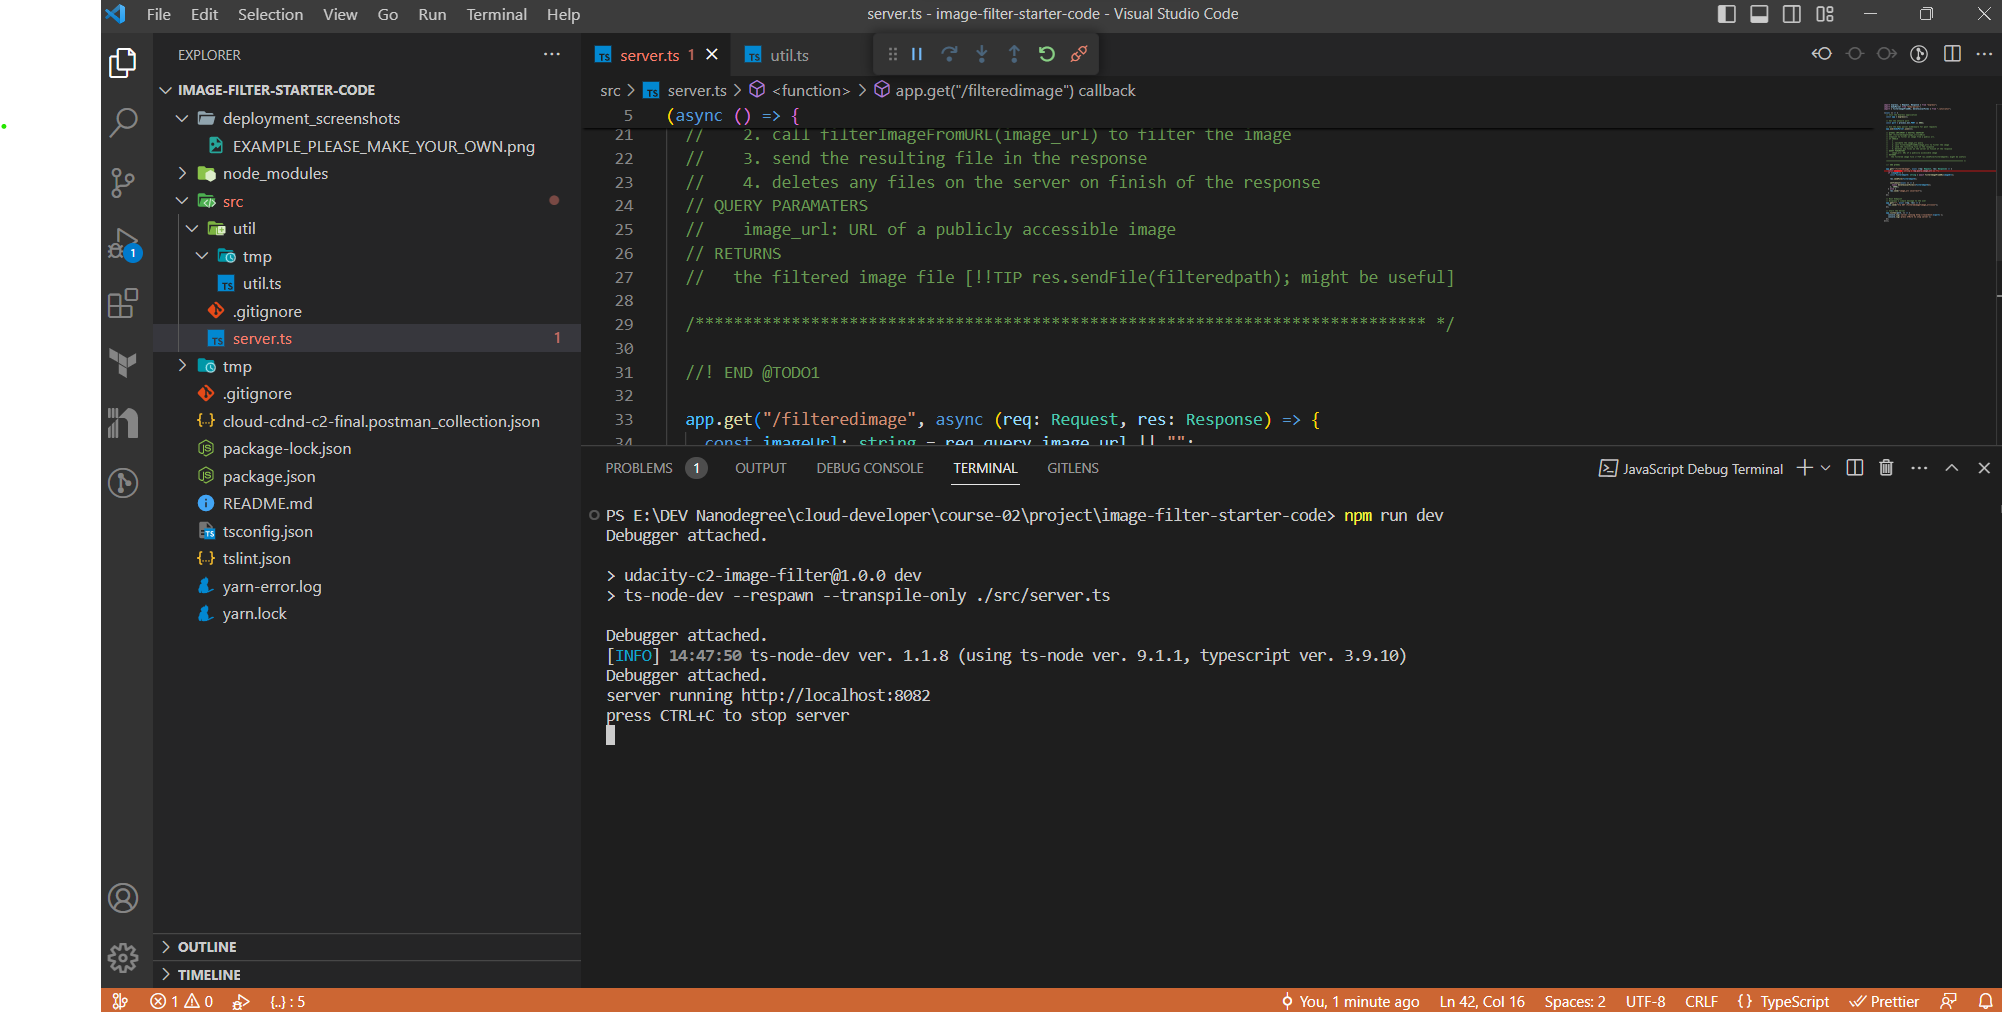 File Edit Selection View Go Run Terminal Help
server.ts - image-filter-starter-code - Visual Studio Code
EXPLORER
IMAGE-FILTER-STARTER-CODE
deployment_screenshots
EXAMPLE_PLEASE_MAKE_YOUR_OWN.png
node_modules
src
util
tmp
util.ts
.gitignore
server.ts 1
tmp
.gitignore
cloud-cdnd-c2-final.postman_collection.json
package-lock.json
package.json
README.md
tsconfig.json
tslint.json
yarn-error.log
yarn.lock
OUTLINE
TIMELINE
1
server.ts 1
util.ts
src > server.ts > <function> > app.get("/filteredimage") callback
5 (async () => {
21 //    2. call filterImageFromURL(image_url) to filter the image
22 //    3. send the resulting file in the response
23 //    4. deletes any files on the server on finish of the response
24 // QUERY PARAMATERS
25 //    image_url: URL of a publicly accessible image
26 // RETURNS
27 //   the filtered image file [!!TIP res.sendFile(filteredpath); might be useful]
28
29 /**************************************************************************** */
30
31 //! END @TODO1
32
33 app.get("/filteredimage", async (req: Request, res: Response) => {
34 const imageUrl: string = req.query.image_url || "";
PROBLEMS 1 OUTPUT DEBUG CONSOLE TERMINAL GITLENS
JavaScript Debug Terminal
PS E:\DEV Nanodegree\cloud-developer\course-02\project\image-filter-starter-code> npm run dev
Debugger attached.
> udacity-c2-image-filter@1.0.0 dev
> ts-node-dev --respawn --transpile-only ./src/server.ts
Debugger attached.
[INFO] 14:47:50 ts-node-dev ver. 1.1.8 (using ts-node ver. 9.1.1, typescript ver. 3.9.10)
Debugger attached.
server running http://localhost:8082
press CTRL+C to stop server
1 0 {..} : 5
You, 1 minute ago Ln 42, Col 16 Spaces: 2 UTF-8 CRLF {} TypeScript Prettier